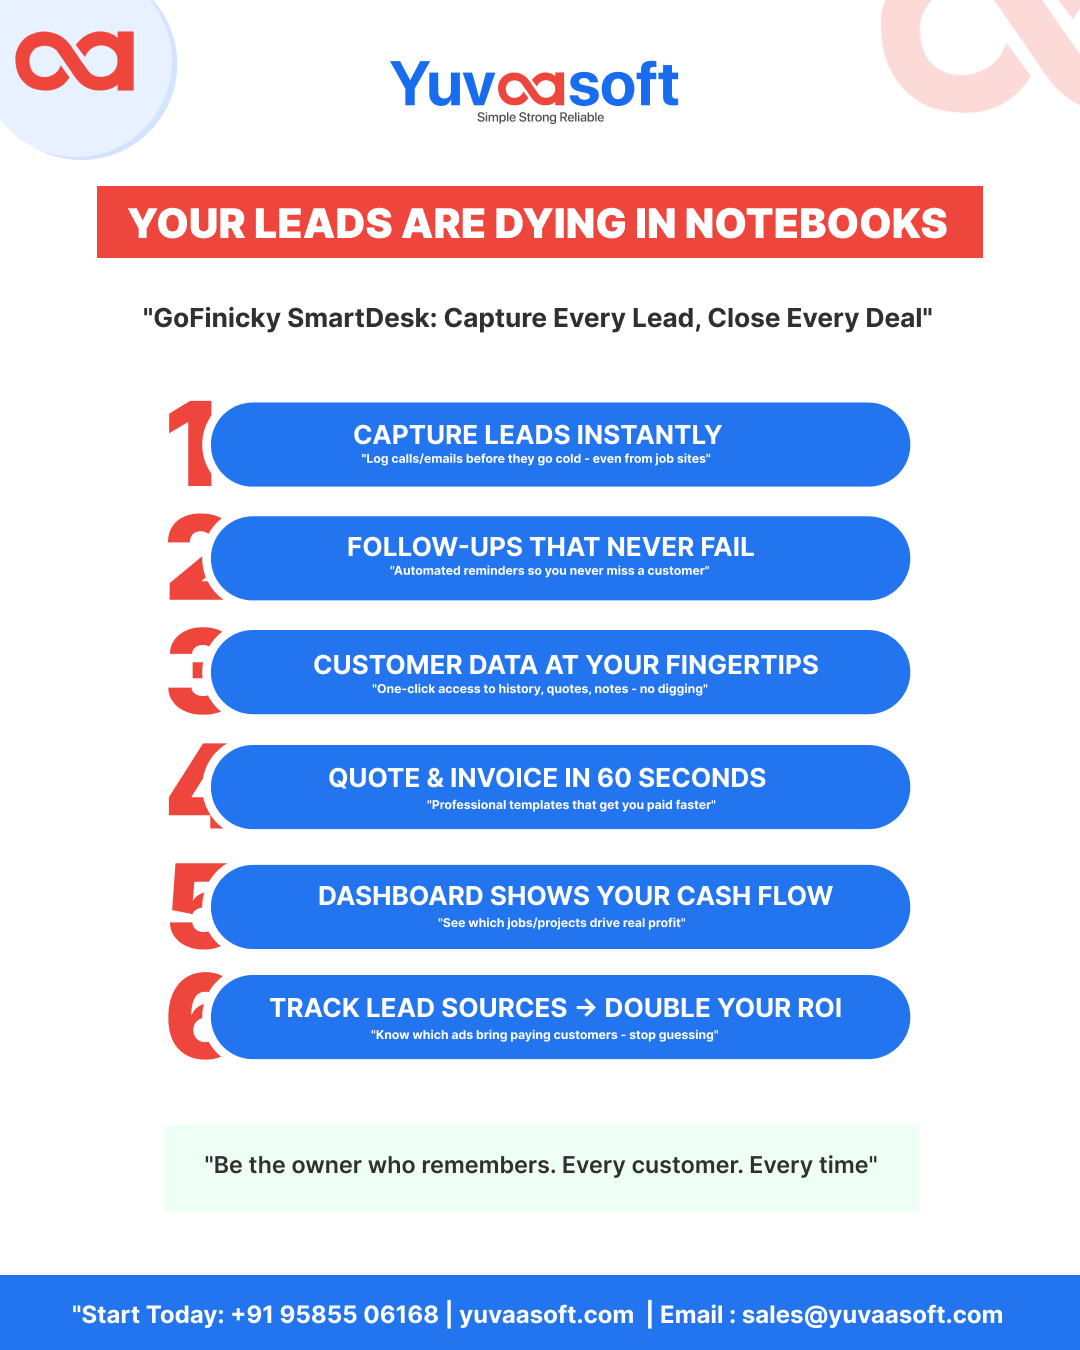 Yuvaasoft
Simple Strong Reliable
YOUR LEADS ARE DYING IN NOTEBOOKS
"GoFinicky SmartDesk: Capture Every Lead, Close Every Deal"
1
CAPTURE LEADS INSTANTLY
"Log calls/emails before they go cold - even from job sites"
2
FOLLOW-UPS THAT NEVER FAIL
"Automated reminders so you never miss a customer"
3
CUSTOMER DATA AT YOUR FINGERTIPS
"One-click access to history, quotes, notes - no digging"
4
QUOTE & INVOICE IN 60 SECONDS
"Professional templates that get you paid faster"
5
DASHBOARD SHOWS YOUR CASH FLOW
"See which jobs/projects drive real profit"
6
TRACK LEAD SOURCES → DOUBLE YOUR ROI
"Know which ads bring paying customers - stop guessing"
"Be the owner who remembers. Every customer. Every time"
"Start Today: +91 95855 06168 | yuvaasoft.com | Email : sales@yuvaasoft.com